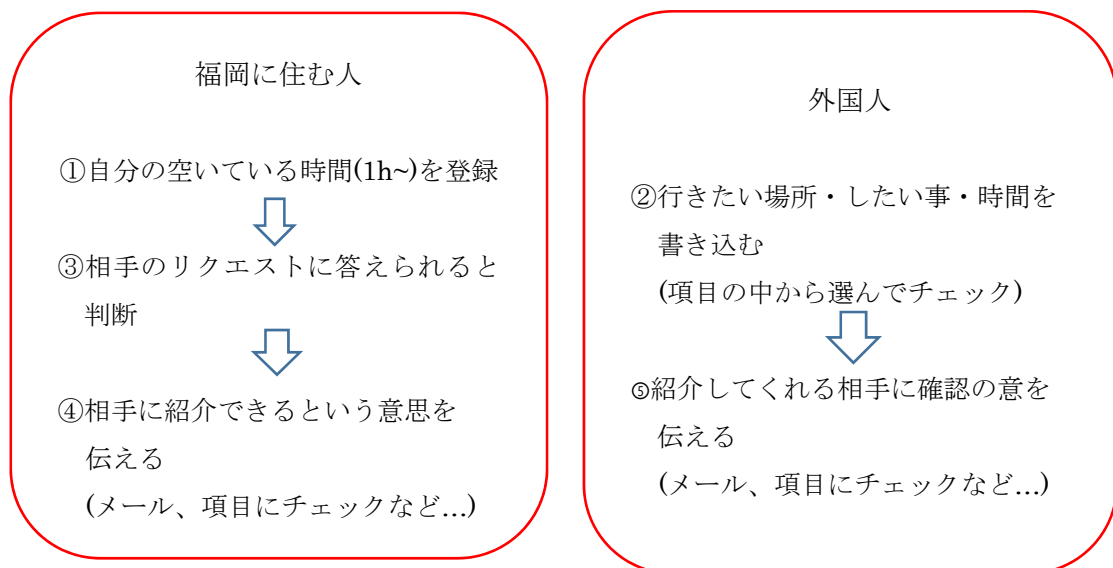 福岡に住む人
①自分の空いている時間(1h~)を登録
③相手のリクエストに答えられると
判断
④相手に紹介できるという意思を
伝える
(メール、項目にチェックなど…)
外国人
②行きたい場所・したい事・時間を
書き込む
(項目の中から選んでチェック)
⑤紹介してくれる相手に確認の意を
伝える
(メール、項目にチェックなど…)